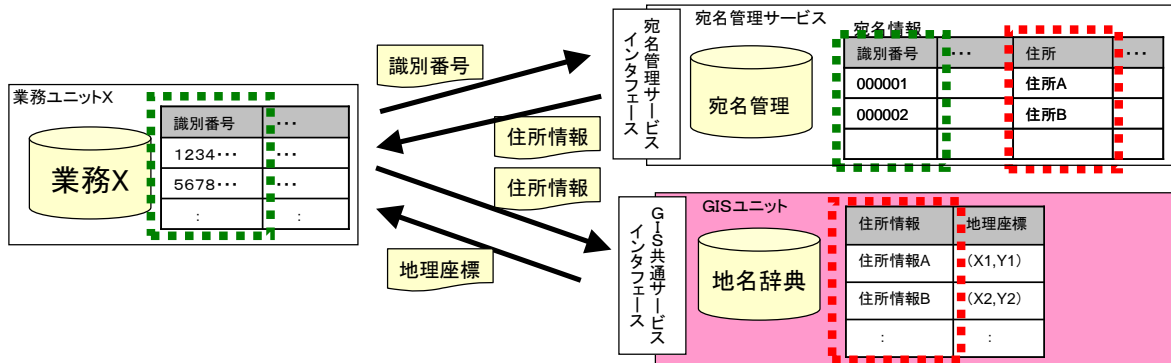 業務ユニットX
業務X
識別番号 ・・・
1234・・・ ・・・
5678・・・ ・・・
： ：
識別番号
住所情報
住所情報
地理座標
宛名管理サービス
インタフェース
宛名管理サービス
宛名管理
宛名情報
識別番号 ・・・ 住所 ・・・
000001 住所A
000002 住所B
GIS共通サービス
インタフェース
GISユニット
地名辞典
住所情報 地理座標
住所情報A (X1,Y1)
住所情報B (X2,Y2)
： ：